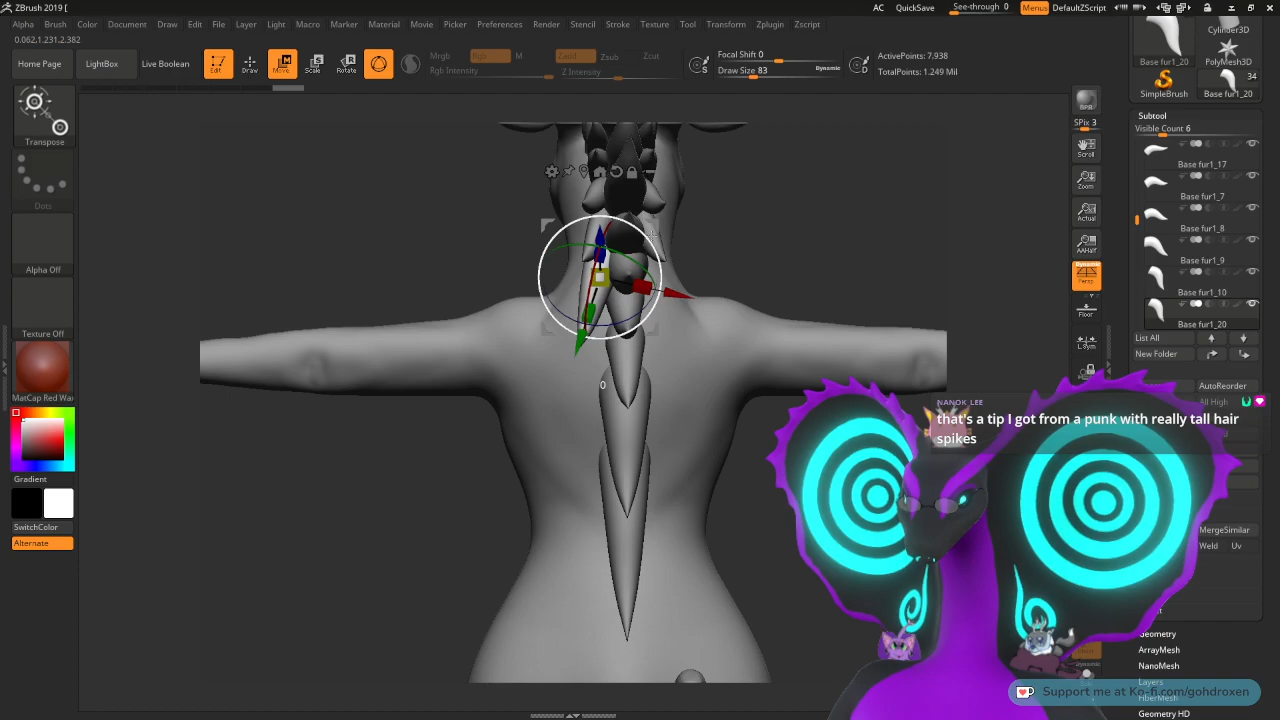 ZBrush 2019 [
AC QuickSave See-through 0 Menus DefaultZScript
Alpha Brush Color Document Draw Edit File Layer Light Macro Marker Material Movie Picker Preferences Render Stencil Stroke Texture Tool Transform Zplugin Zscript
0.062,1.231,2.382
Home Page LightBox Live Boolean Edit Draw Move Scale Rotate
Mrgb Rgb M
Rgb Intensity
Zadd Zsub Zcut
Z Intensity
Focal Shift 0
Draw Size 83 Dynamic
ActivePoints: 7,938
TotalPoints: 1.249 Mil
Transpose
Dots
Alpha Off
Texture Off
MatCap Red Wax
Gradient
SwitchColor
Alternate
BPR
SPix 3
Scroll
Zoom
Actual
AAHalf
Dynamic
Persp
Floor
L.Sym
Dynamic
Cylinder3D
Base fur1_20 PolyMesh3D
34
SimpleBrush Base fur1_20
Subtool
Visible Count 6
Base fur1_17
Base fur1_7
Base fur1_8
Base fur1_9
Base fur1_10
Base fur1_20
List All
New Folder
AutoReorder
All High
MergeSimilar
Weld Uv
Geometry
ArrayMesh
NanoMesh
Layers
FiberMesh
Geometry HD
NANOK_LEE
that's a tip I got from a punk with really tall hair
spikes
Support me at Ko-fi.com/gohdroxen